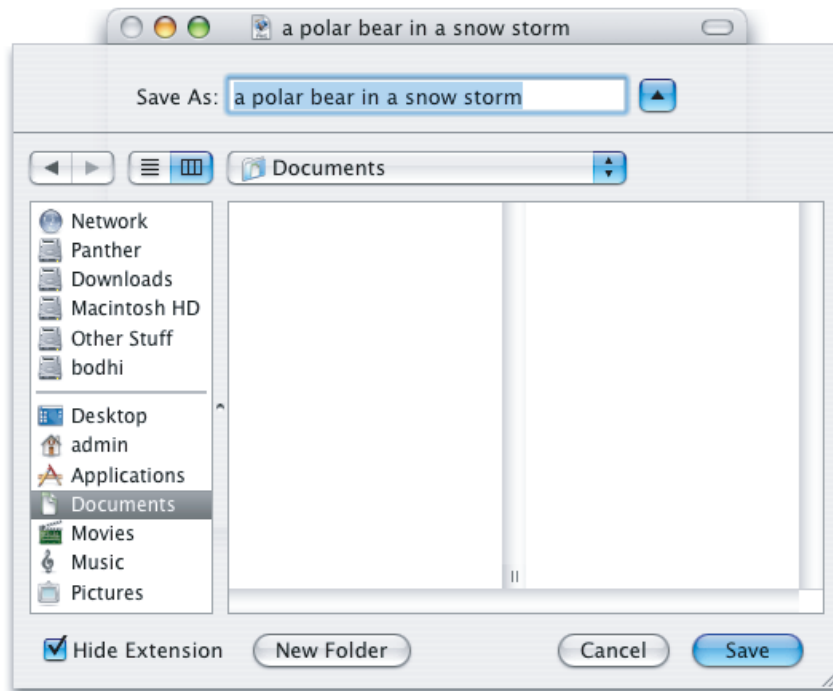 a polar bear in a snow storm
Save As: a polar bear in a snow storm
Documents
Network
Panther
Downloads
Macintosh HD
Other Stuff
bodhi
Desktop
admin
Applications
Documents
Movies
Music
Pictures
Hide Extension New Folder Cancel Save